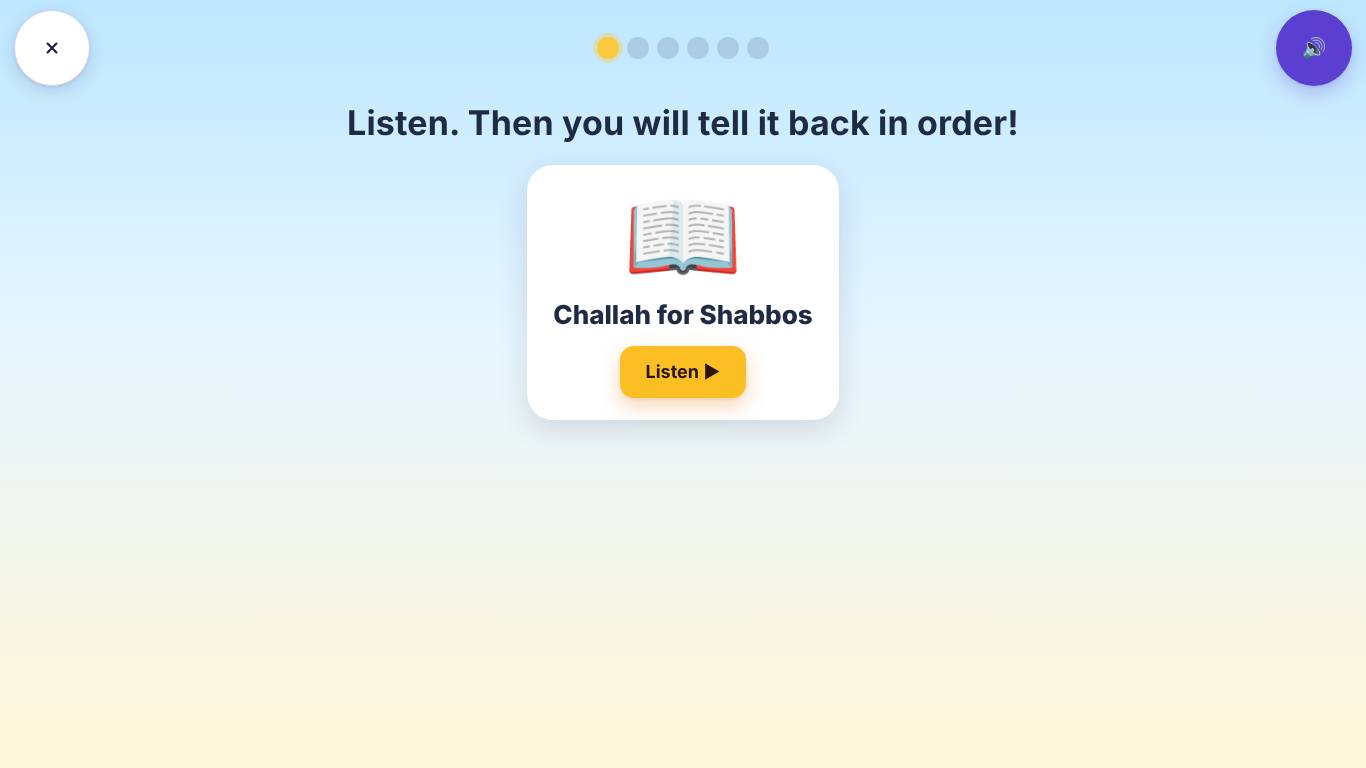 Listen. Then you will tell it back in order!
Challah for Shabbos
Listen ▶